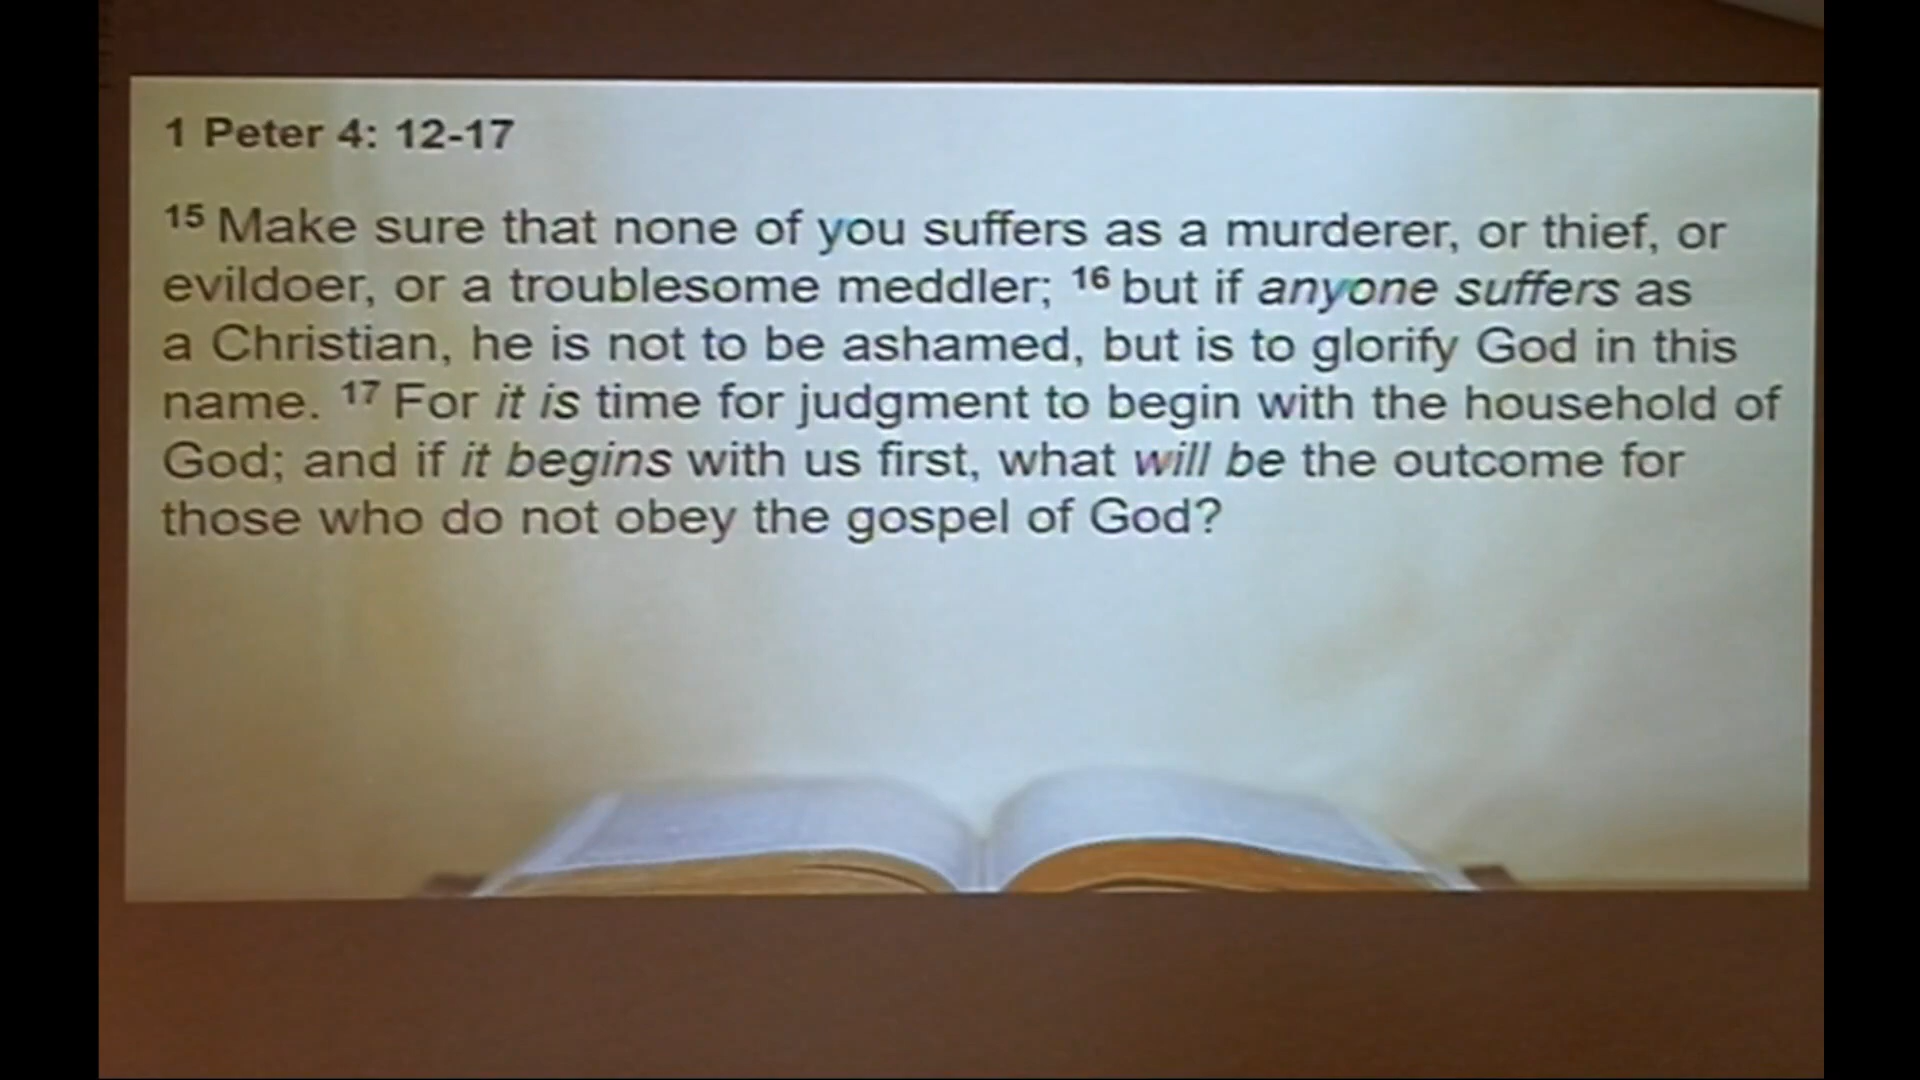 1 Peter 4: 12-17
15 Make sure that none of you suffers as a murderer, or thief, or
evildoer, or a troublesome meddler; 16 but if anyone suffers as
a Christian, he is not to be ashamed, but is to glorify God in this
name. 17 For it is time for judgment to begin with the household of
God; and if it begins with us first, what will be the outcome for
those who do not obey the gospel of God?